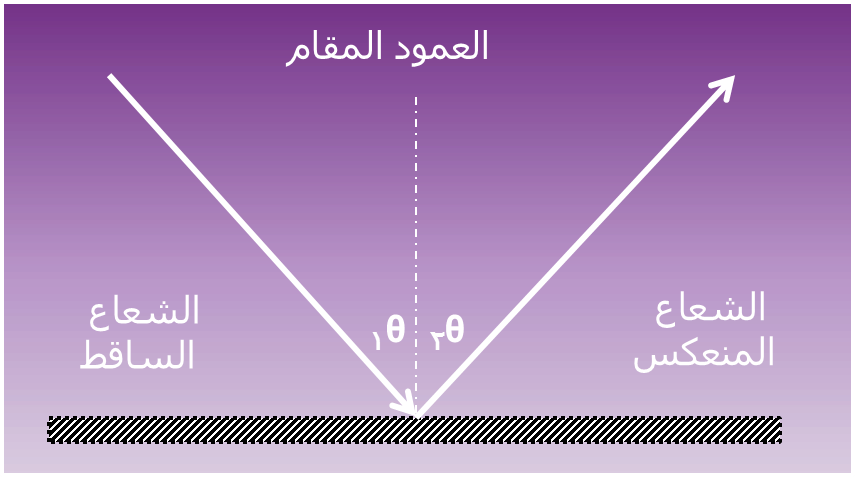 العمود المقام
الشعاع
المنعكس
θ٢
θ١
الشعاع
الساقط